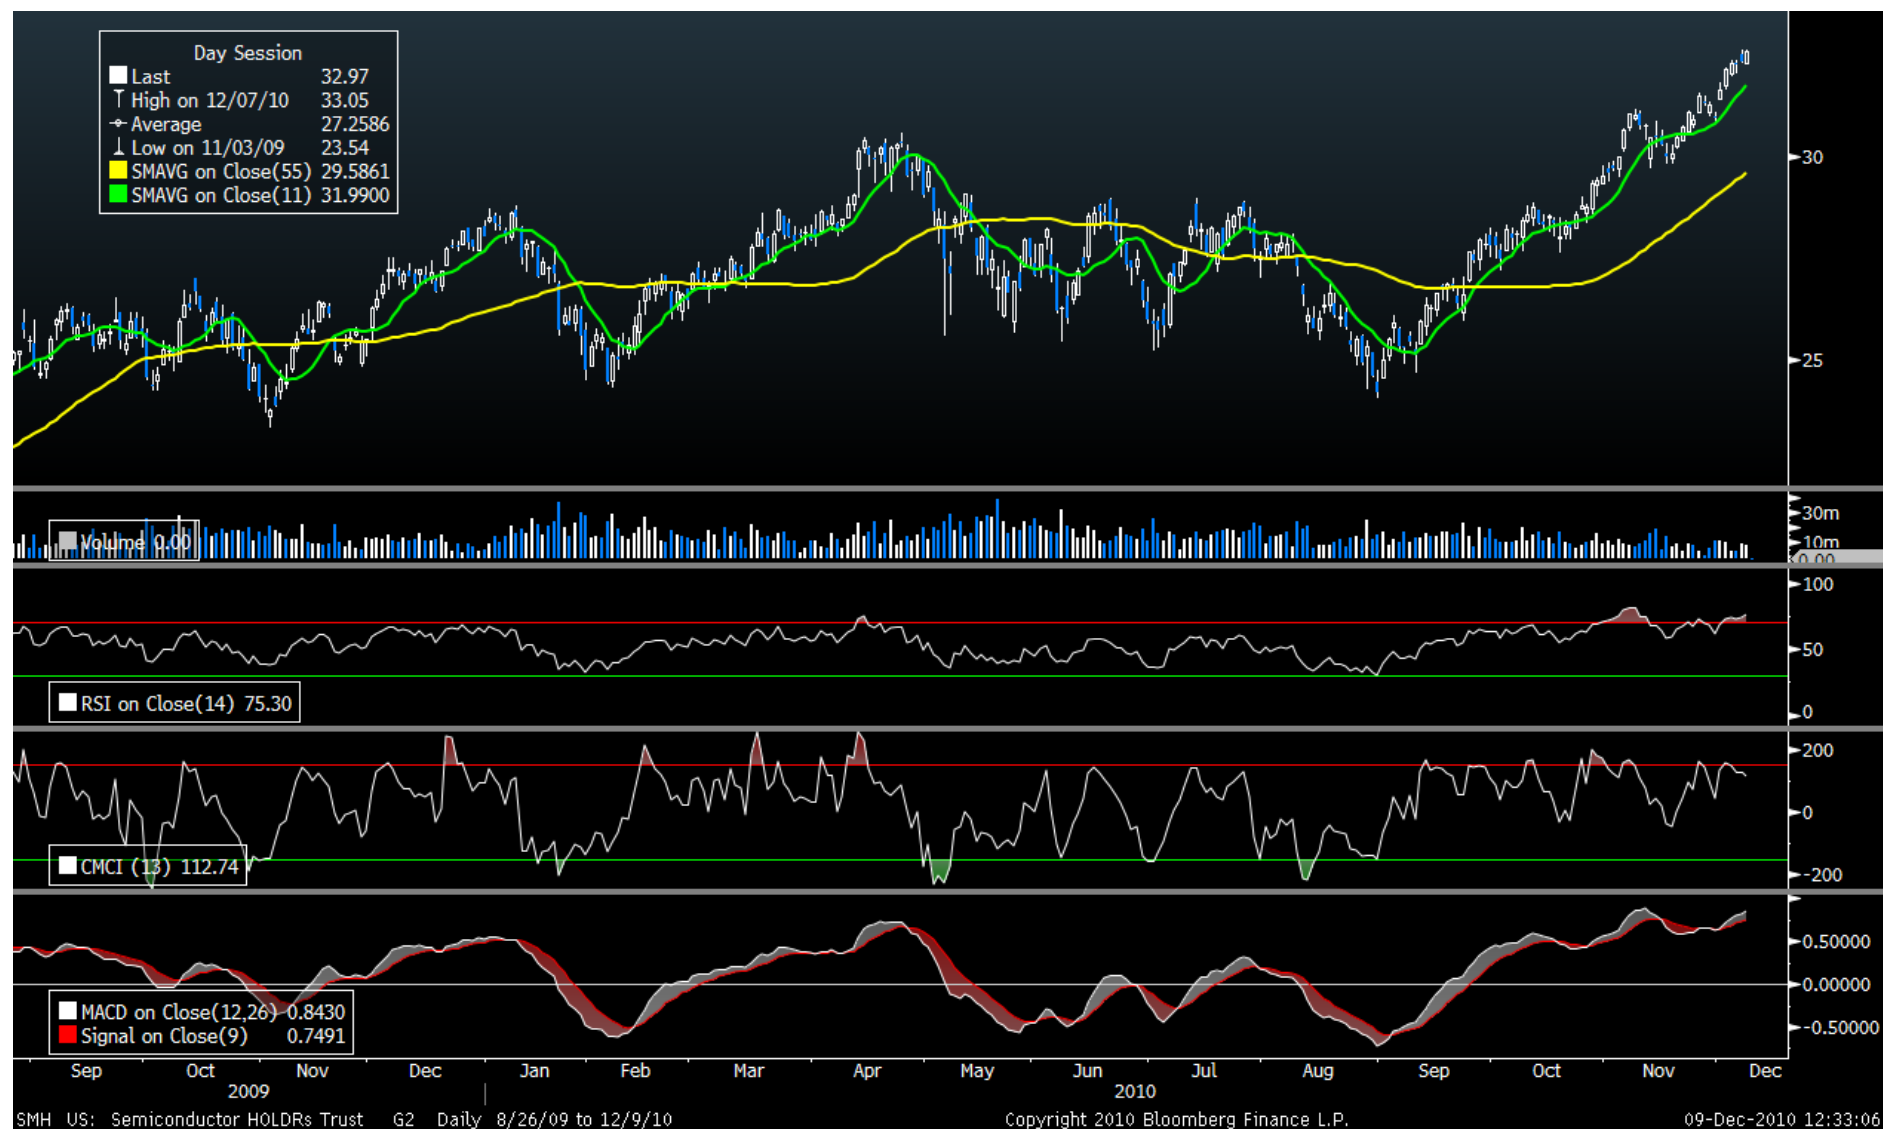 Day Session
Last 32.97
High on 12/07/10 33.05
Average 27.2586
Low on 11/03/09 23.54
SMAVG on Close(55) 29.5861
SMAVG on Close(11) 31.9900
30
25
Volume 0.00
30m
10m
0.00
100
50
0
RSI on Close(14) 75.30
200
0
-200
CMCI (13) 112.74
0.50000
0.00000
-0.50000
MACD on Close(12,26) 0.8430
Signal on Close(9) 0.7491
Sep Oct Nov Dec Jan Feb Mar Apr May Jun Jul Aug Sep Oct Nov Dec
2009 2010
SMH US: Semiconductor HOLDRs Trust G2 Daily 8/26/09 to 12/9/10 Copyright 2010 Bloomberg Finance L.P. 09-Dec-2010 12:33:06